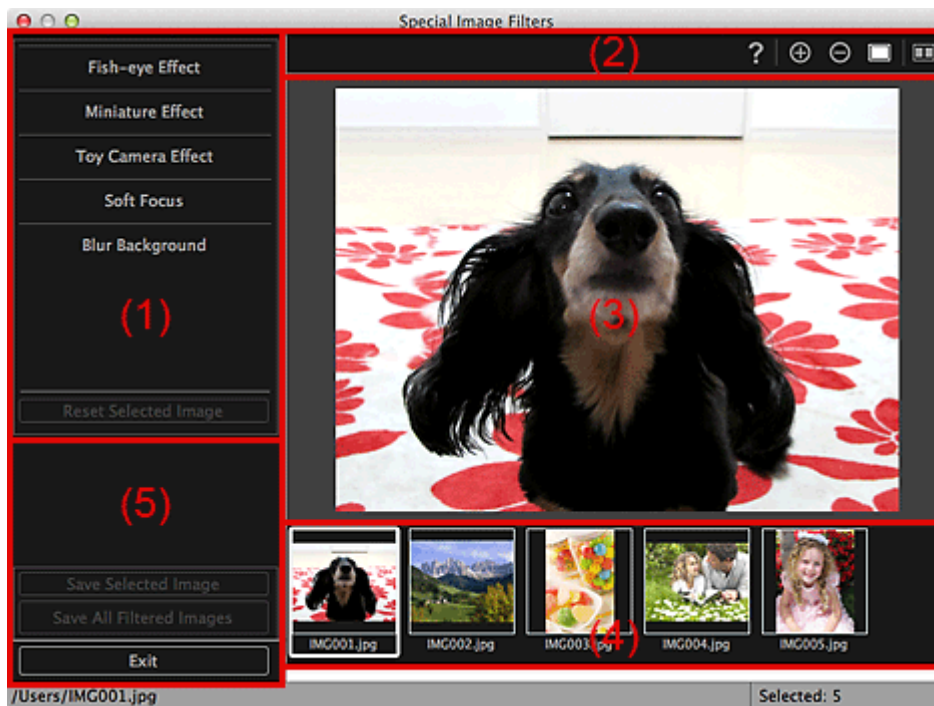 Special Image Filters
Fish-eye Effect
Miniature Effect
Toy Camera Effect
Soft Focus
Blur Background
(1)
Reset Selected Image
(2)
?
(3)
(5)
Save Selected Image
Save All Filtered Images
Exit
IMG001.jpg
IMG002.jpg
IMG003.jpg
(4)
IMG004.jpg
IMG005.jpg
/Users/IMG001.jpg
Selected: 5